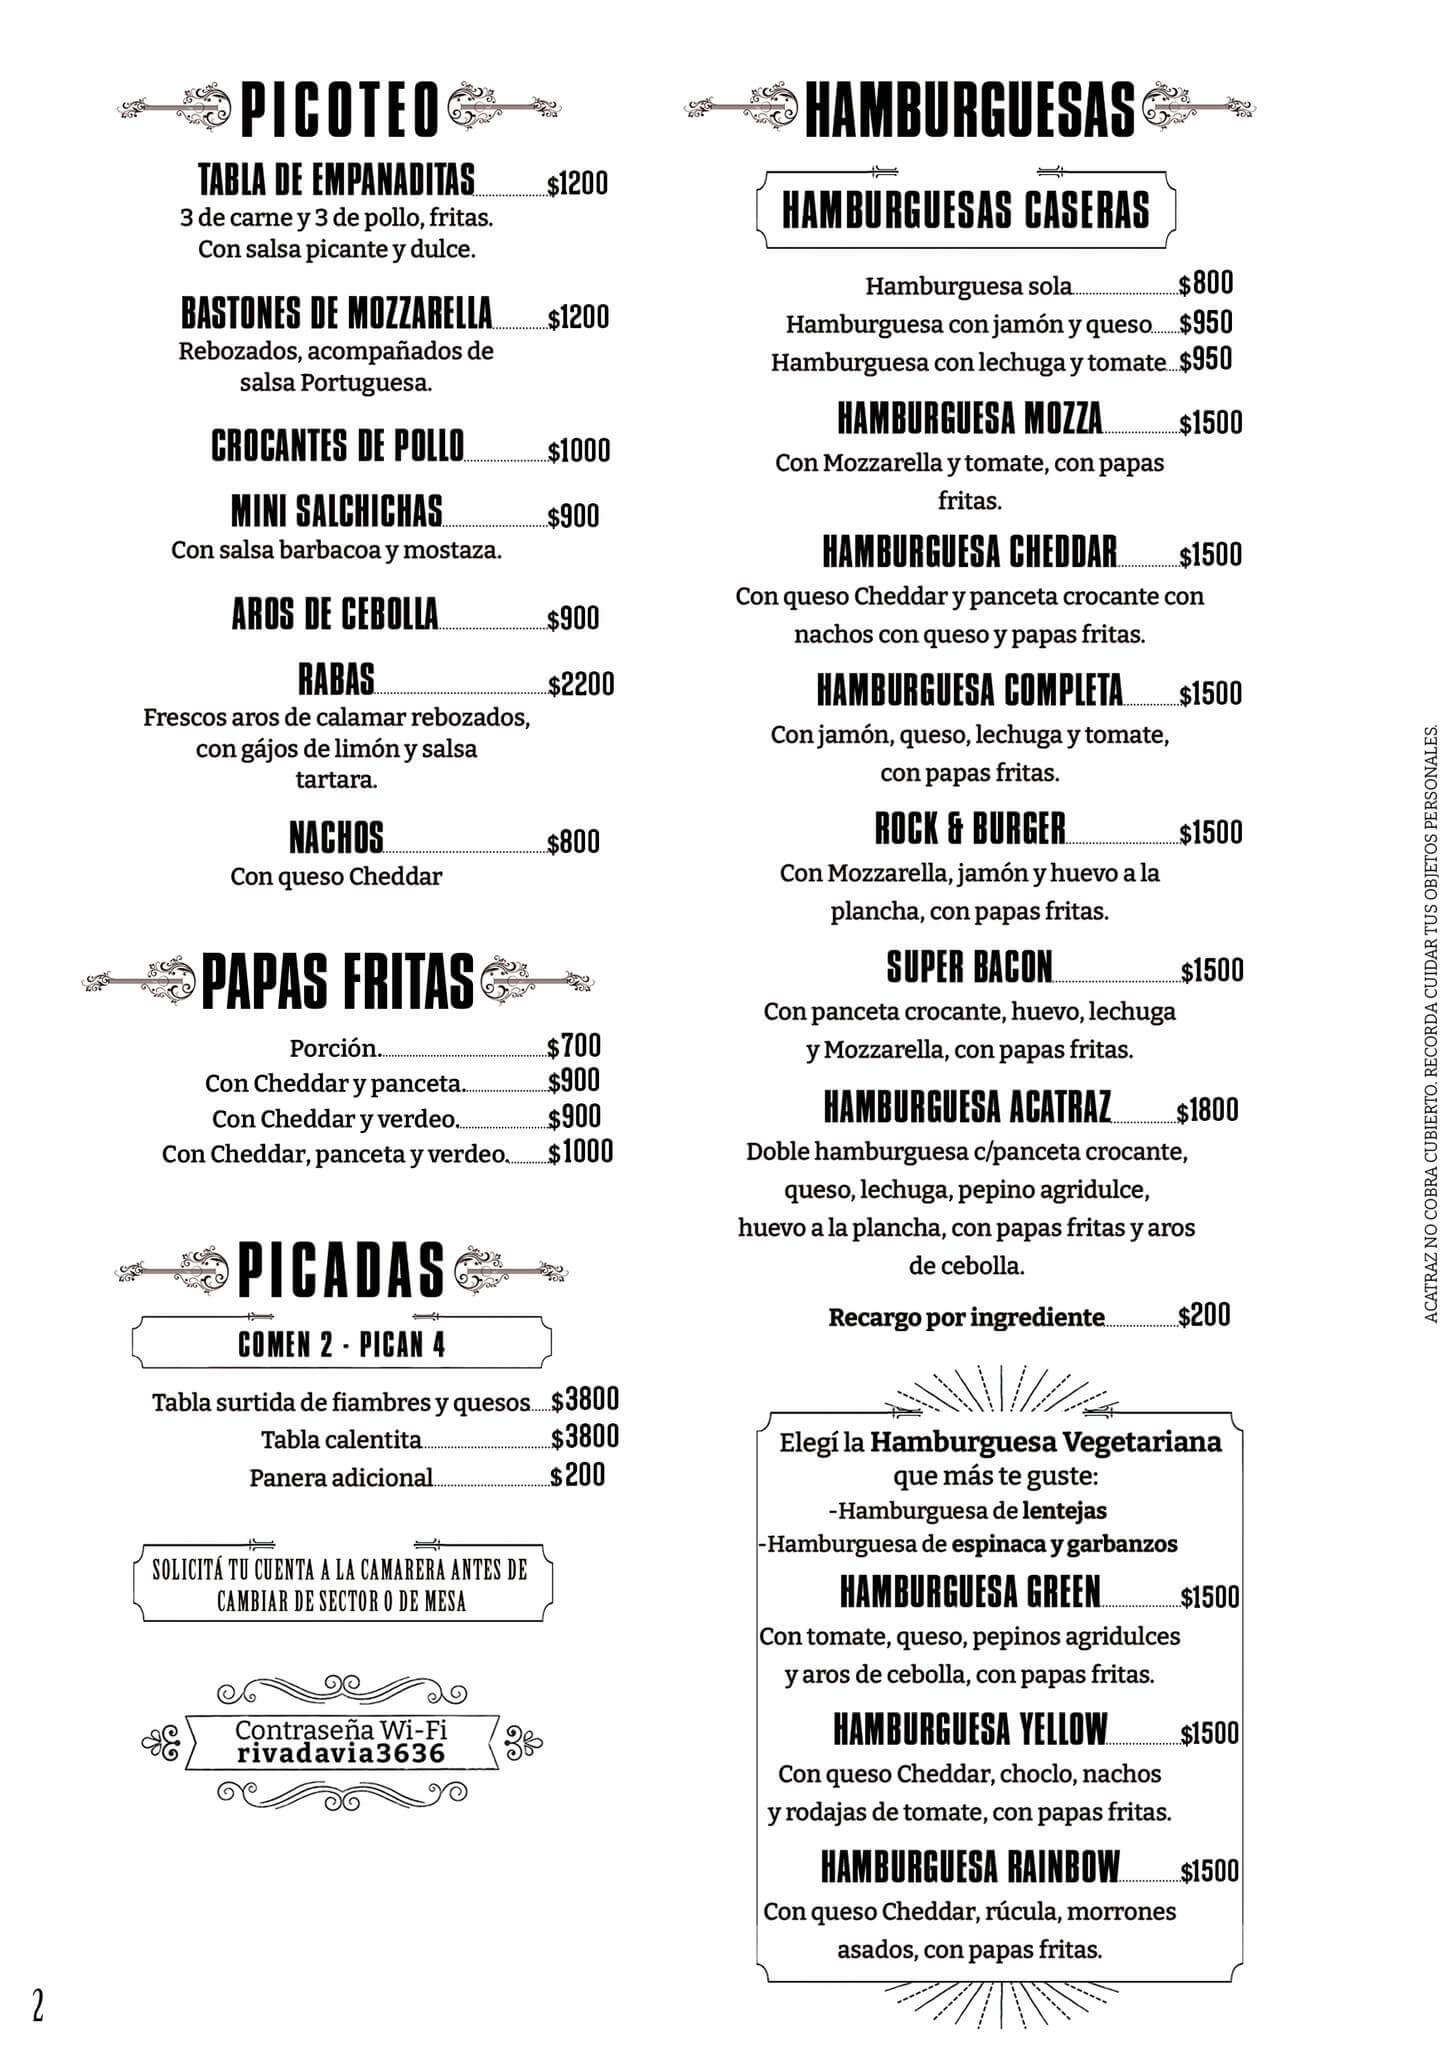 PICOTEO
TABLA DE EMPANADITAS $1200
3 de carne y 3 de pollo, fritas.
Con salsa picante y dulce.
BASTONES DE MOZZARELLA $1200
Rebozados, acompañados de
salsa Portuguesa.
CROCANTES DE POLLO $1000
MINI SALCHICHAS $900
Con salsa barbacoa y mostaza.
AROS DE CEBOLLA $900
RABAS $2200
Frescos aros de calamar rebozados,
con gájos de limón y salsa
tartara.
NACHOS $800
Con queso Cheddar
PAPAS FRITAS
Porción. $700
Con Cheddar y panceta. $900
Con Cheddar y verdeo. $900
Con Cheddar, panceta y verdeo. $1000
PICADAS
COMEN 2 - PICAN 4
Tabla surtida de fiambres y quesos $3800
Tabla calentita $3800
Panera adicional $200
SOLICITÁ TU CUENTA A LA CAMARERA ANTES DE
CAMBIAR DE SECTOR O DE MESA
Contraseña Wi-Fi
rivadavia3636
2
HAMBURGUESAS
HAMBURGUESAS CASERAS
Hamburguesa sola $800
Hamburguesa con jamón y queso $950
Hamburguesa con lechuga y tomate $950
HAMBURGUESA MOZZA $1500
Con Mozzarella y tomate, con papas
fritas.
HAMBURGUESA CHEDDAR $1500
Con queso Cheddar y panceta crocante con
nachos con queso y papas fritas.
HAMBURGUESA COMPLETA $1500
Con jamón, queso, lechuga y tomate,
con papas fritas.
ROCK & BURGER $1500
Con Mozzarella, jamón y huevo a la
plancha, con papas fritas.
SUPER BACON $1500
Con panceta crocante, huevo, lechuga
y Mozzarella, con papas fritas.
HAMBURGUESA ACATRAZ $1800
Doble hamburguesa c/panceta crocante,
queso, lechuga, pepino agridulce,
huevo a la plancha, con papas fritas y aros
de cebolla.
Recargo por ingrediente $200
Elegí la Hamburguesa Vegetariana
que más te guste:
-Hamburguesa de lentejas
-Hamburguesa de espinaca y garbanzos
HAMBURGUESA GREEN $1500
Con tomate, queso, pepinos agridulces
y aros de cebolla, con papas fritas.
HAMBURGUESA YELLOW $1500
Con queso Cheddar, choclo, nachos
y rodajas de tomate, con papas fritas.
HAMBURGUESA RAINBOW $1500
Con queso Cheddar, rúcula, morrones
asados, con papas fritas.
ACATRAZ NO COBRA CUBIERTO. RECORDA CUIDAR TUS OBJETOS PERSONALES.